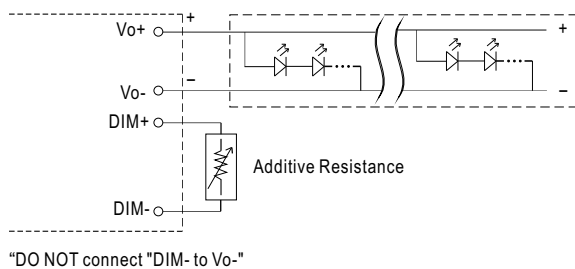 Vo+
+
+
−
Vo-
−
DIM+
Additive Resistance
DIM-
“DO NOT connect "DIM- to Vo-"